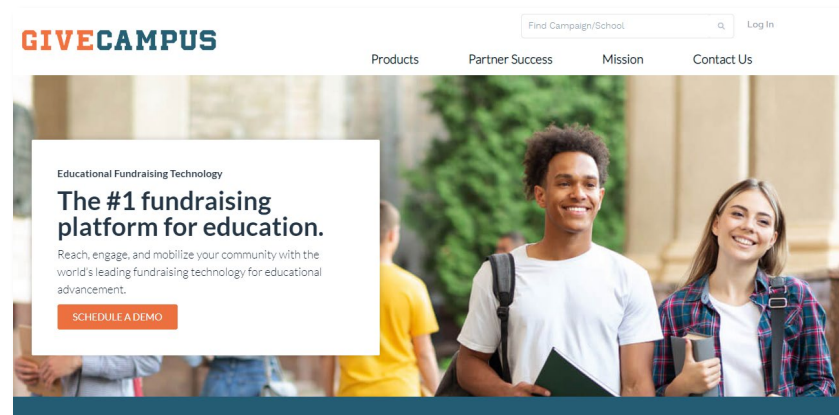 GIVECAMPUS
Find Campaign/School
Log In
Products
Partner Success
Mission
Contact Us
Educational Fundraising Technology
The #1 fundraising
platform for education.
Reach, engage, and mobilize your community with the
world's leading fundraising technology for educational
advancement.
SCHEDULE A DEMO